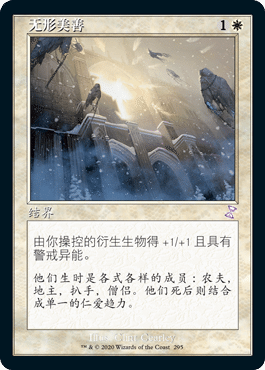 无形美善 1
结界
由你操控的衍生生物得 +1/+1 且具有
警戒异能。
他们生时是各式各样的成员：农夫，
地主，扒手，僧侣。他们死后则结
合成单一的仁爱趋力。
™ & © 2020 Wizards of the Coast 295